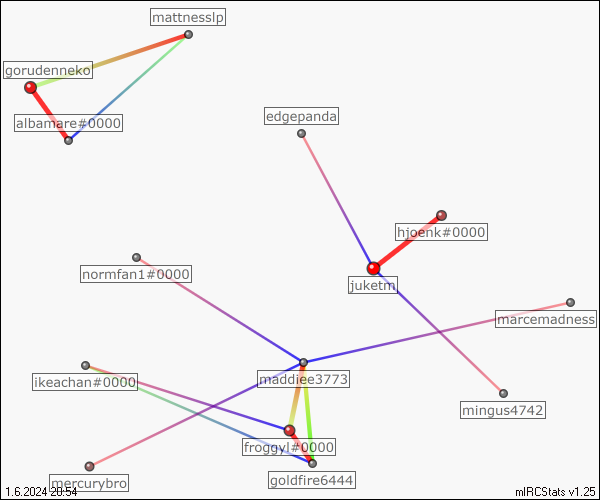 mattnesslp
gorudenneko
albamare#0000
edgepanda
hjoenk#0000
normfan1#0000
juketm
marcemadness
maddiee3773
ikeachan#0000
mingus4742
froggyl#0000
goldfire6444
mercurybro
1.6.2024 20:54
mIRCStats v1.25